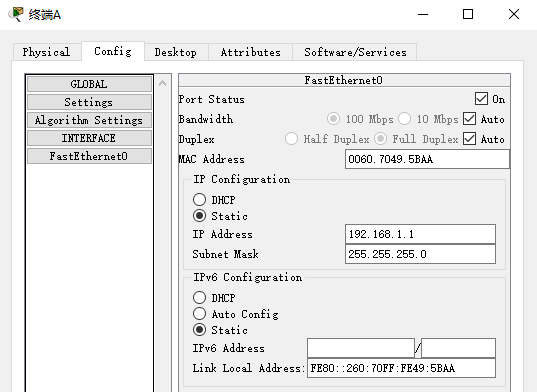 终端A
Physical Config Desktop Attributes Software/Services
GLOBAL
Settings
Algorithm Settings
INTERFACE
FastEthernet0
FastEthernet0
Port Status On
Bandwidth 100 Mbps 10 Mbps Auto
Duplex Half Duplex Full Duplex Auto
MAC Address 0060.7049.5BAA
IP Configuration
DHCP
Static
IP Address 192.168.1.1
Subnet Mask 255.255.255.0
IPv6 Configuration
DHCP
Auto Config
Static
IPv6 Address /
Link Local Address: FE80::260:70FF:FE49:5BAA